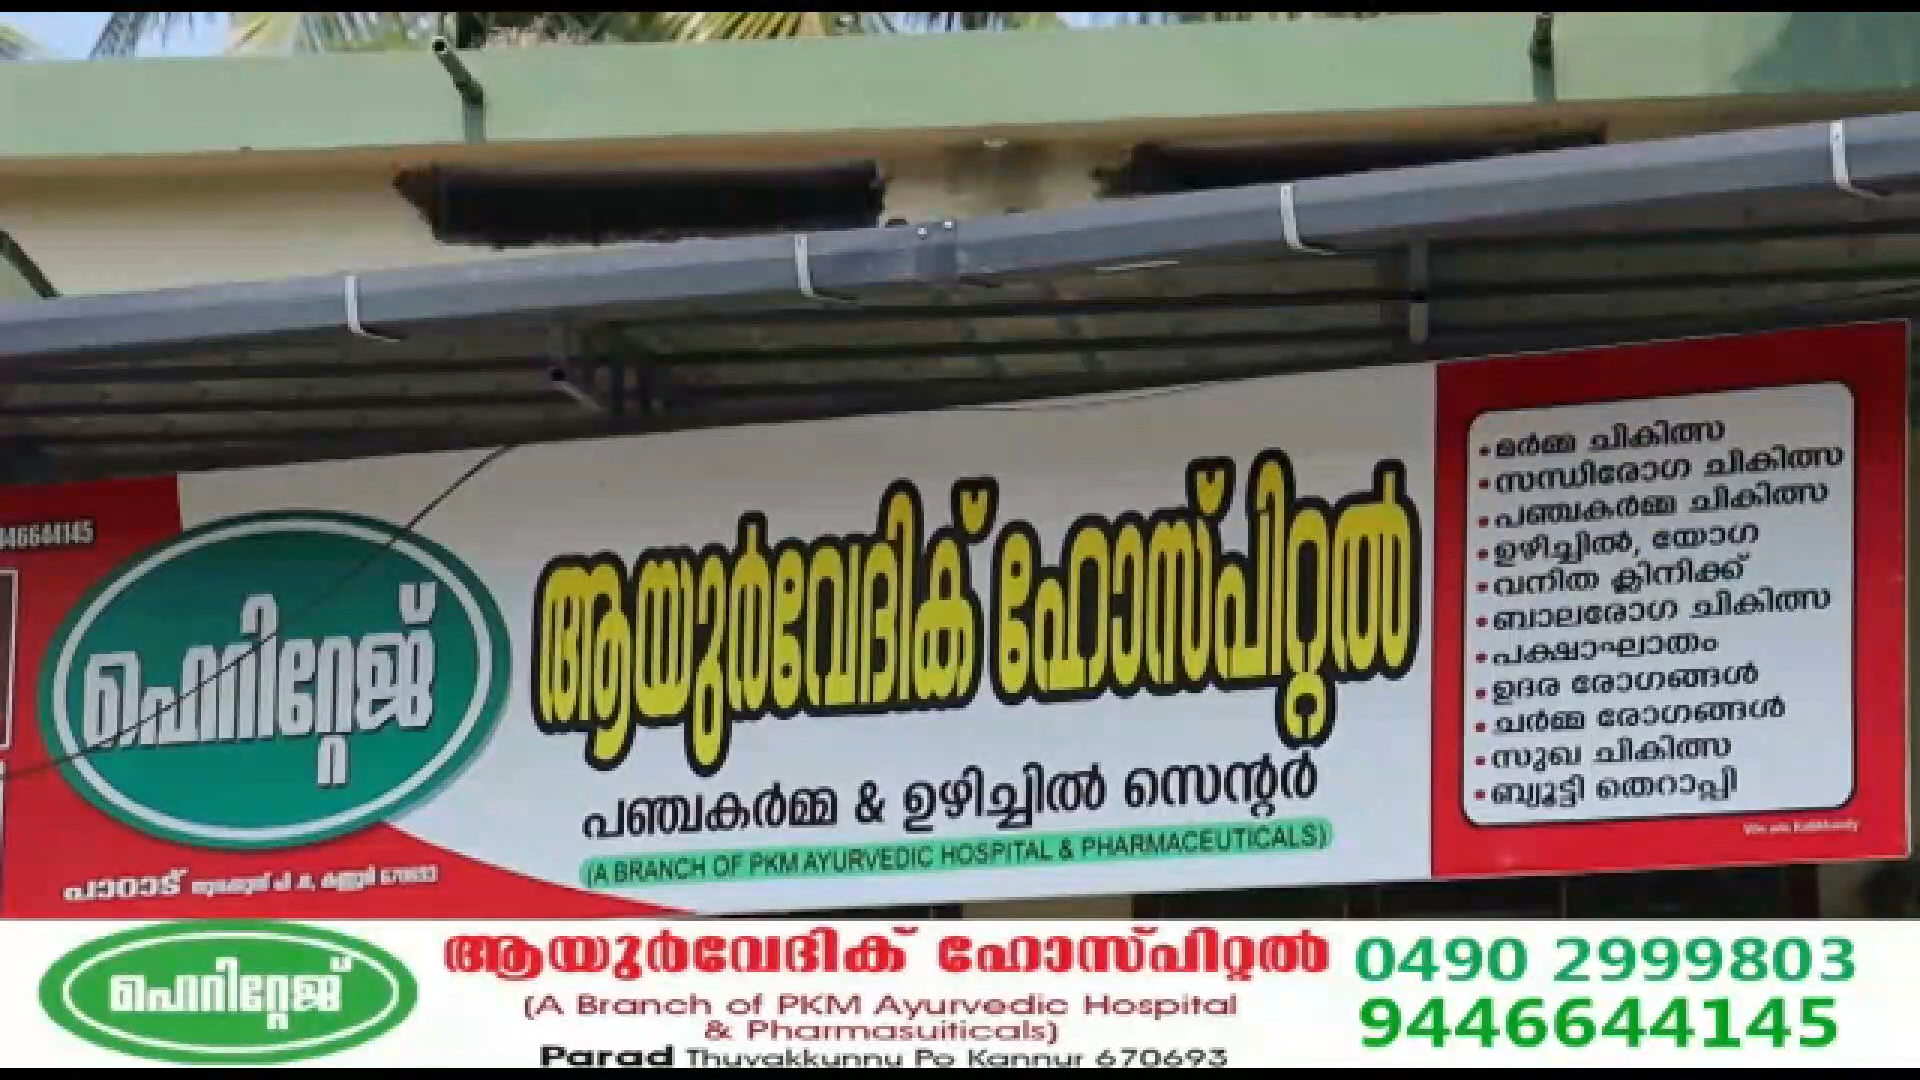 446644145
ഹെറിറ്റേജ്
ആയുർവേദിക് ഹോസ്പിറ്റൽ
പഞ്ചകർമ്മ & ഉഴിച്ചിൽ സെന്റർ
(A BRANCH OF PKM AYURVEDIC HOSPITAL & PHARMACEUTICALS)
പാറാട്
• മർമ്മ ചികിത്സ
• സന്ധിരോഗ ചികിത്സ
• പഞ്ചകർമ്മ ചികിത്സ
• ഉഴിച്ചിൽ, യോഗ
• വനിത ക്ലിനിക്ക്
• ബാലരോഗ ചികിത്സ
• പക്ഷാഘാതം
• ഉദര രോഗങ്ങൾ
• ചർമ്മ രോഗങ്ങൾ
• സുഖ ചികിത്സ
• ബ്യൂട്ടി തെറാപ്പി
ഹെറിറ്റേജ്
ആയുർവേദിക് ഹോസ്പിറ്റൽ
(A Branch of PKM Ayurvedic Hospital
& Pharmasuiticals)
Parad Thuvakkunnu Po Kannur 670693
0490 2999803
9446644145